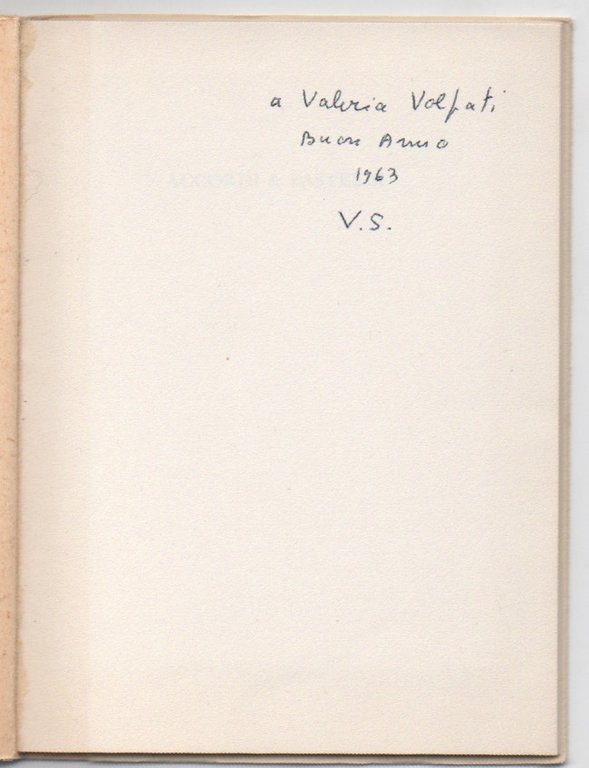 a Valeria Volpati
Buon Anno
1963
V.S.